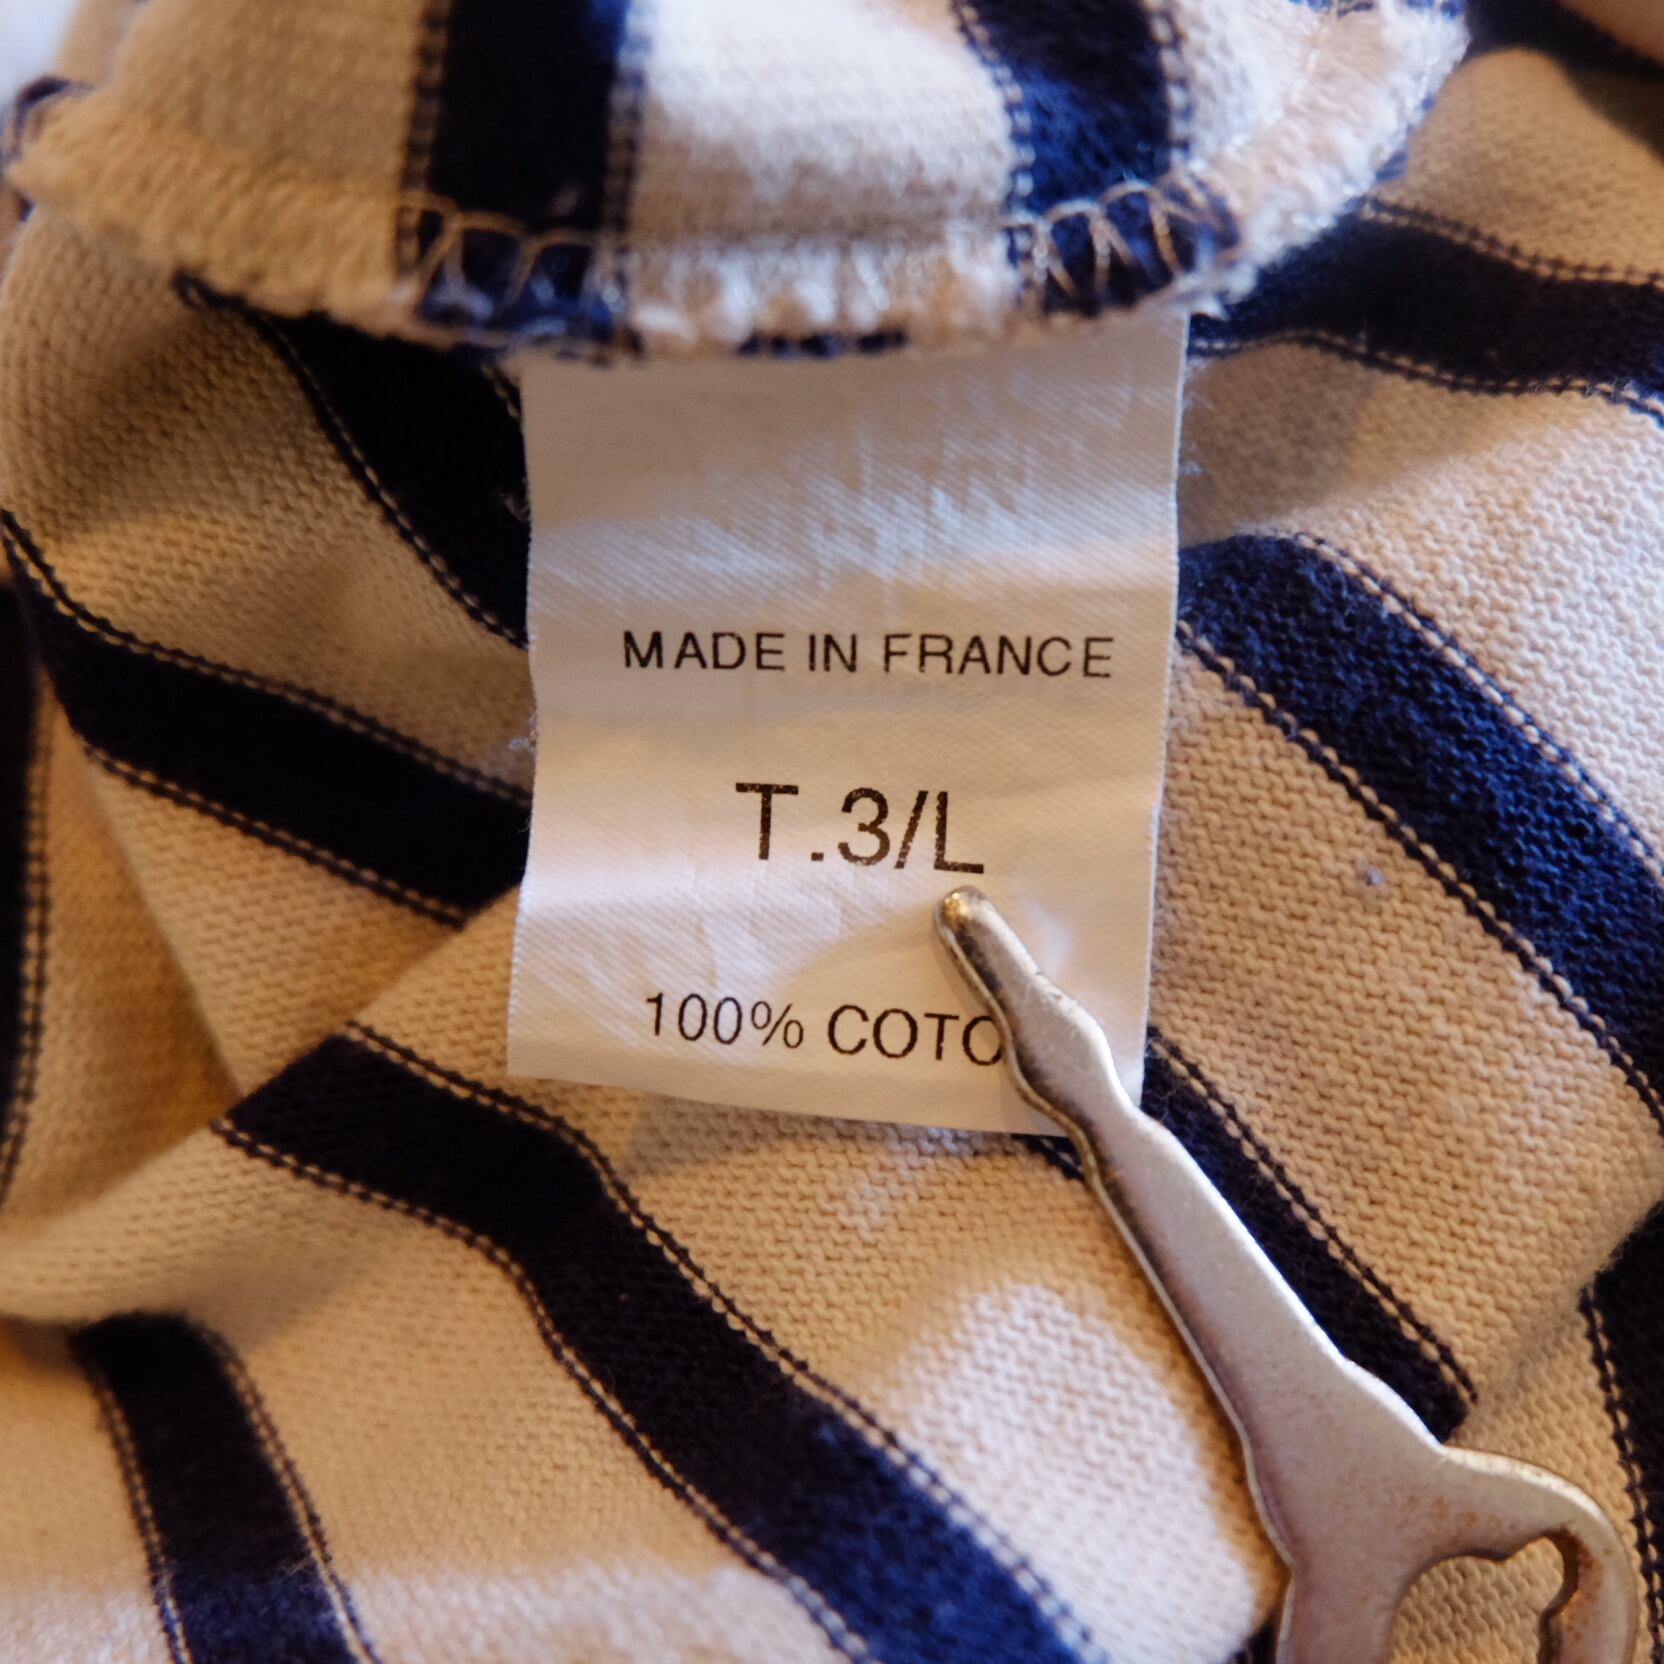 MADE IN FRANCE
T.3/L
100% COTO